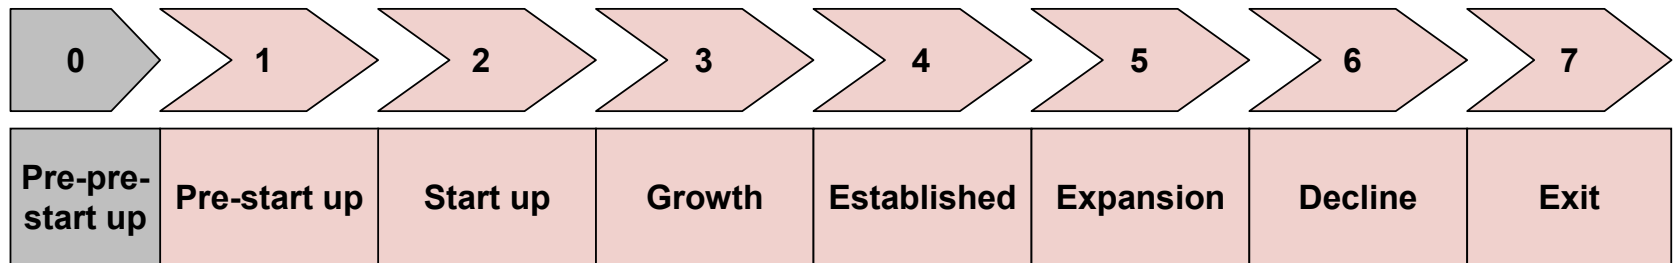 0
1
2
3
4
5
6
7
Pre-pre-
start up
Pre-start up
Start up
Growth
Established
Expansion
Decline
Exit